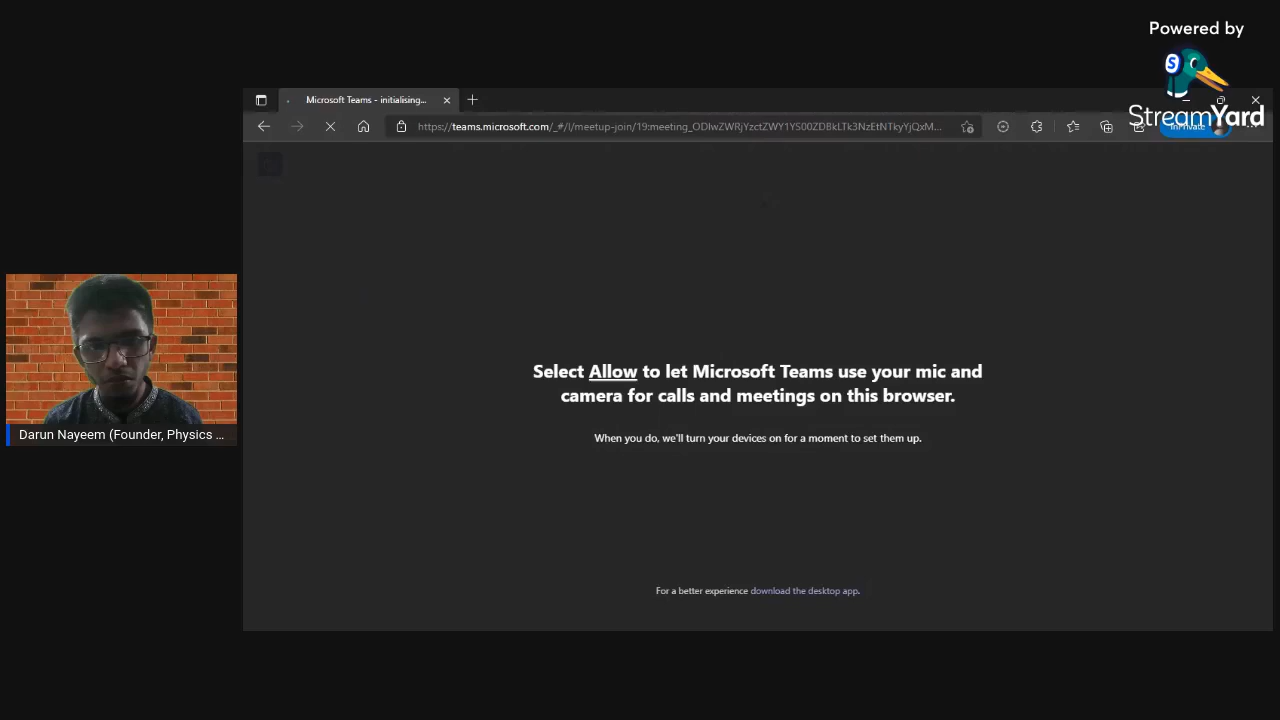 Powered by
StreamYard
Microsoft Teams - initialising...
https://teams.microsoft.com/_#/l/meetup-join/19:meeting_ODIwZWRjYzctZWY1YS00ZDBkLTk3NzEtNTkyYjQxM...
InPrivate
Select Allow to let Microsoft Teams use your mic and
camera for calls and meetings on this browser.
When you do, we'll turn your devices on for a moment to set them up.
Darun Nayeem (Founder, Physics ...
For a better experience download the desktop app.